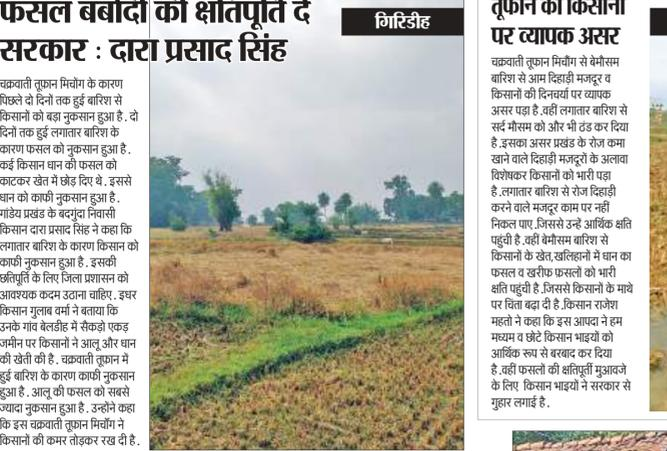 फसल बर्बादी की क्षतिपूर्ति दे
सरकार : दारा प्रसाद सिंह
गिरिडीह
चक्रवाती तूफान मिचोंग के कारण
पिछले दो दिनों तक हुई बारिश से
किसानों को बड़ा नुकसान हुआ है. दो
दिनों तक हुई लगातार बारिश के
कारण फसल को नुकसान हुआ है.
कई किसान धान की फसल को
काटकर खेत में छोड़ दिए थे. इससे
धान को काफी नुकसान हुआ है.
गांडेय प्रखंड के बदगुंदा निवासी
किसान दारा प्रसाद सिंह ने कहा कि
लगातार बारिश के कारण किसान को
काफी नुकसान हुआ है. इसकी
छतिपूर्ति के लिए जिला प्रशासन को
आवश्यक कदम उठाना चाहिए. इधर
किसान गुलाब वर्मा ने बताया कि
उनके गांव बेलडीह में सैकड़ो एकड़
जमीन पर किसानों ने आलू और धान
की खेती की है. चक्रवाती तूफान में
हुई बारिश के कारण काफी नुकसान
हुआ है. आलू की फसल को सबसे
ज्यादा नुकसान हुआ है. उन्होंने कहा
कि इस चक्रवाती तूफान मिचोंग ने
किसानों की कमर तोड़कर रख दी है.
तूफान का किसानों
पर व्यापक असर
चक्रवाती तूफान मिचौंग से बेमौसम
बारिश से आम दिहाड़ी मजदूर व
किसानों की दिनचर्या पर व्यापक
असर पड़ा है.वहीं लगातार बारिश से
सर्द मौसम को और भी ठंड कर दिया
है.इसका असर प्रखंड के रोज कमा
खाने वाले दिहाड़ी मजदूरों के अलावा
विशेषकर किसानों को भारी पड़ा
है.लगातार बारिश से रोज दिहाड़ी
करने वाले मजदूर काम पर नहीं
निकल पाए.जिससे उन्हें आर्थिक क्षति
पहुंची है.वहीं बेमौसम बारिश से
किसानों के खेत,खलिहानों में धान का
फसल व खरीफ फ़सलों को भारी
क्षति पहुंची है.जिससे किसानों के माथे
पर चिंता बढ़ा दी है.किसान राजेश
महतो ने कहा कि इस आपदा ने हम
मध्यम व छोटे किसान भाइयों को
आर्थिक रूप से बरबाद कर दिया
है.वहीं फसलों की क्षतिपूर्ती मुआवजे
के लिए किसान भाइयों ने सरकार से
गुहार लगाई है.